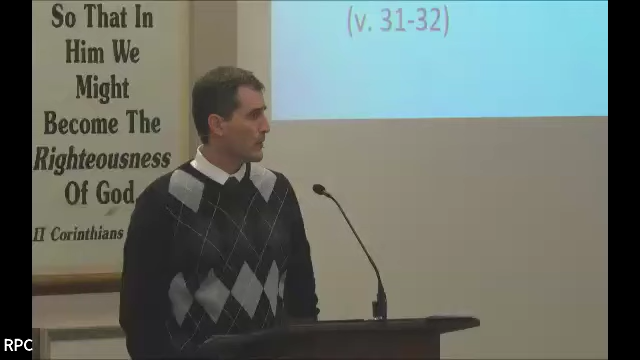 So That In
Him We
Might
Become The
Righteousness
Of God
II Corinthians
(v. 31-32)
RPC